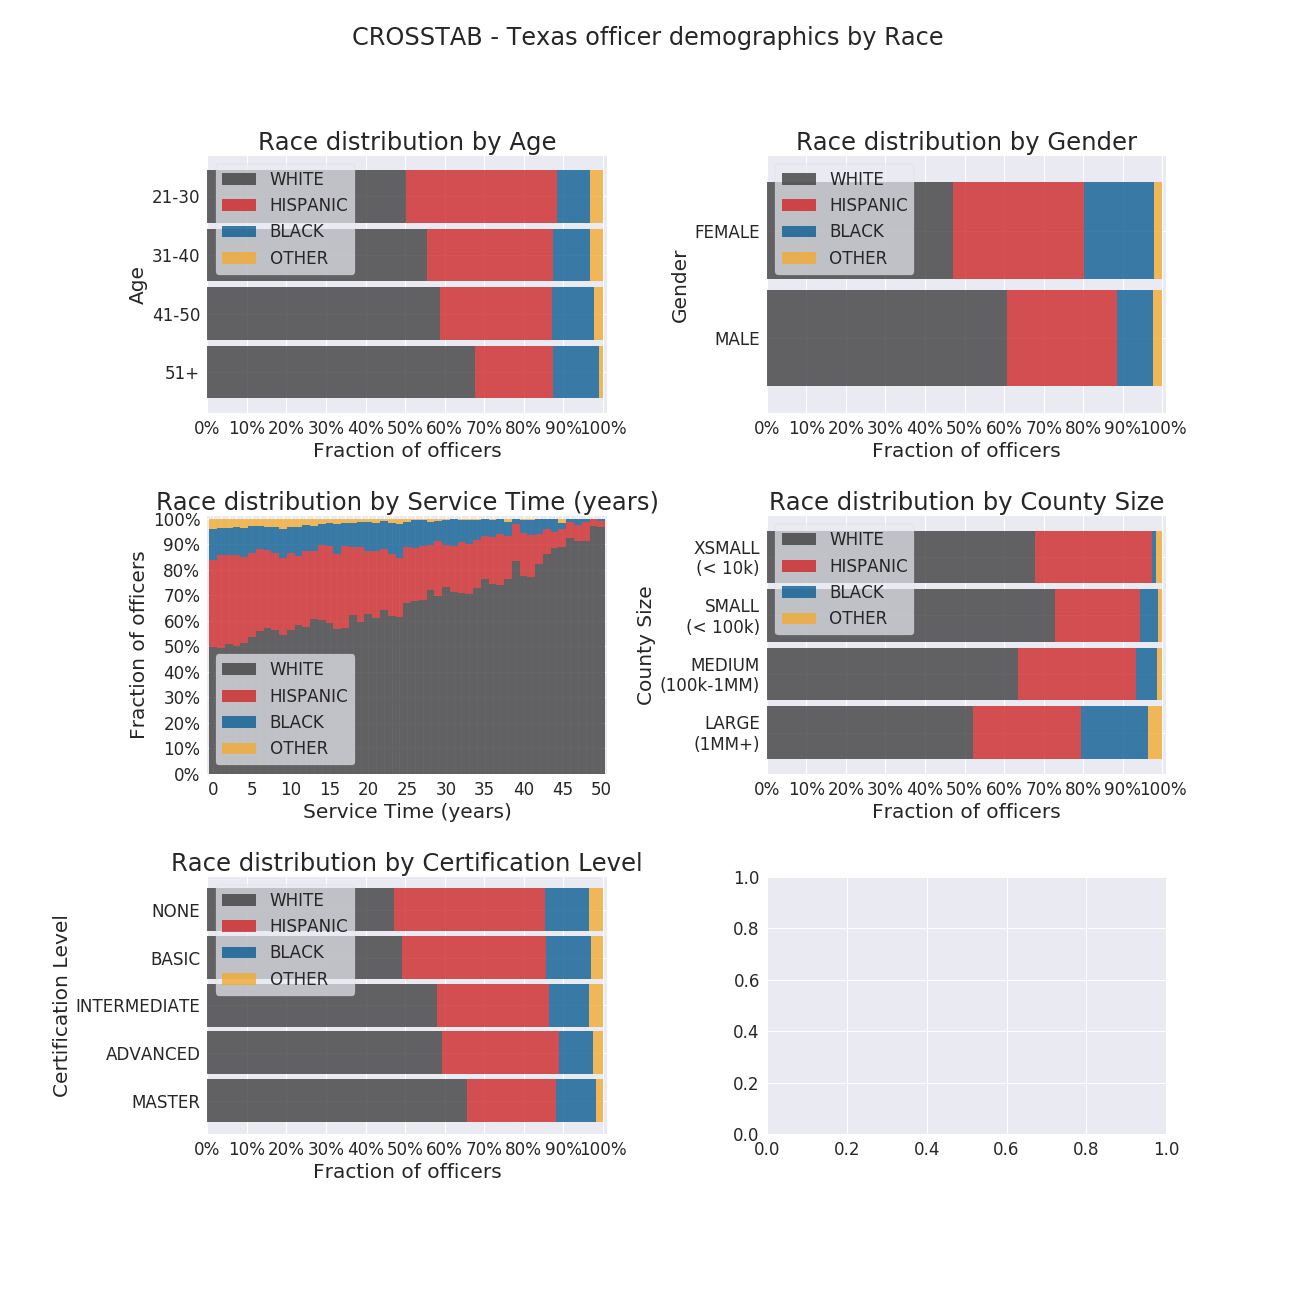 CROSSTAB - Texas officer demographics by Race
Race distribution by Age
WHITE
HISPANIC
BLACK
OTHER
21-30
31-40
41-50
51+
Age
0% 10% 20% 30% 40% 50% 60% 70% 80% 90% 100%
Fraction of officers
Race distribution by Gender
WHITE
HISPANIC
BLACK
OTHER
FEMALE
MALE
Gender
0% 10% 20% 30% 40% 50% 60% 70% 80% 90% 100%
Fraction of officers
Race distribution by Service Time (years)
100%
90%
80%
70%
60%
50%
40%
30%
20%
10%
0%
Fraction of officers
WHITE
HISPANIC
BLACK
OTHER
0 5 10 15 20 25 30 35 40 45 50
Service Time (years)
Race distribution by County Size
WHITE
HISPANIC
BLACK
OTHER
XSMALL
(< 10k)
SMALL
(< 100k)
MEDIUM
(100k-1MM)
LARGE
(1MM+)
County Size
0% 10% 20% 30% 40% 50% 60% 70% 80% 90% 100%
Fraction of officers
Race distribution by Certification Level
WHITE
HISPANIC
BLACK
OTHER
NONE
BASIC
INTERMEDIATE
ADVANCED
MASTER
Certification Level
0% 10% 20% 30% 40% 50% 60% 70% 80% 90% 100%
Fraction of officers
1.0
0.8
0.6
0.4
0.2
0.0
0.0 0.2 0.4 0.6 0.8 1.0